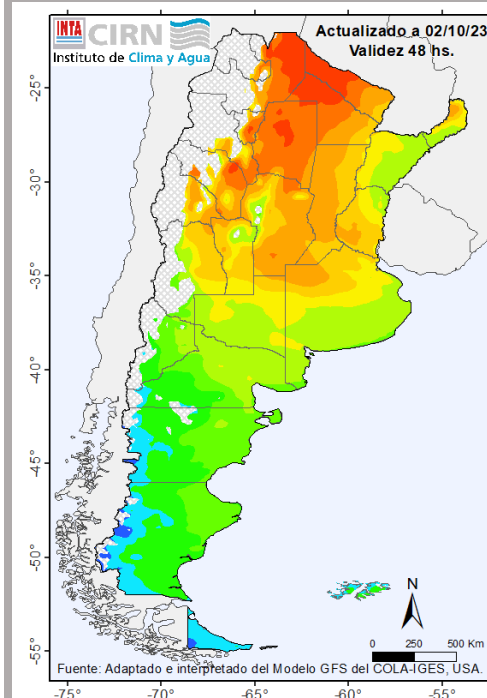 INTA CIRN
Instituto de Clima y Agua
Actualizado a 02/10/23
Validez 48 hs.
-25°
-30°
-35°
-40°
-45°
-50°
-55°
N
0 250 500 Km
Fuente: Adaptado e interpretado del Modelo GFS del COLA-IGES, USA.
-75° -70° -65° -60° -55°